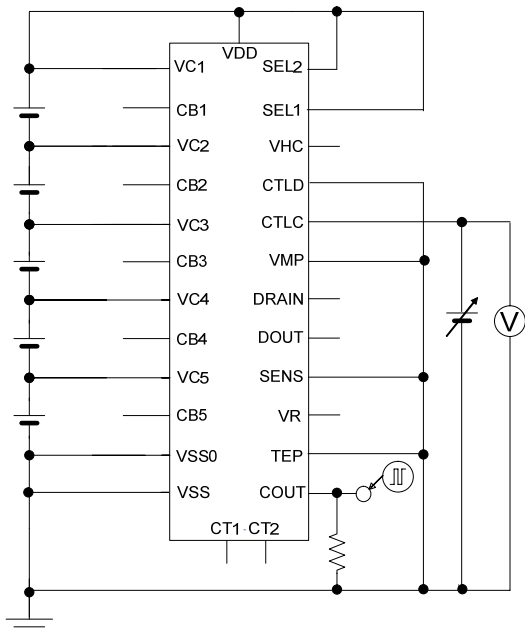 VDD
VC1
SEL2
CB1
SEL1
VC2
VHC
CB2
CTLD
VC3
CTLC
CB3
VMP
VC4
DRAIN
CB4
DOUT
VC5
SENS
CB5
VR
VSS0
TEP
VSS
COUT
CT1 CT2
V